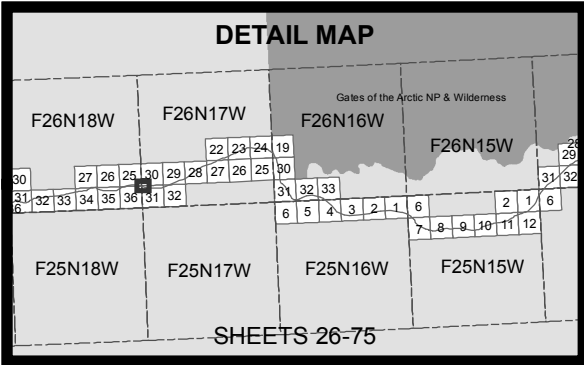 DETAIL MAP
Gates of the Arctic NP & Wilderness
F26N18W F26N17W F26N16W F26N15W
22 23 24 19
28
30 27 26 25 30 29 28 27 26 25 30 29
31 32 33 31 32
31 32 33 34 35 36 31 32
6 6 5 4 3 2 1 6 2 1 6
7 8 9 10 11 12
F25N18W F25N17W F25N16W F25N15W
SHEETS 26-75